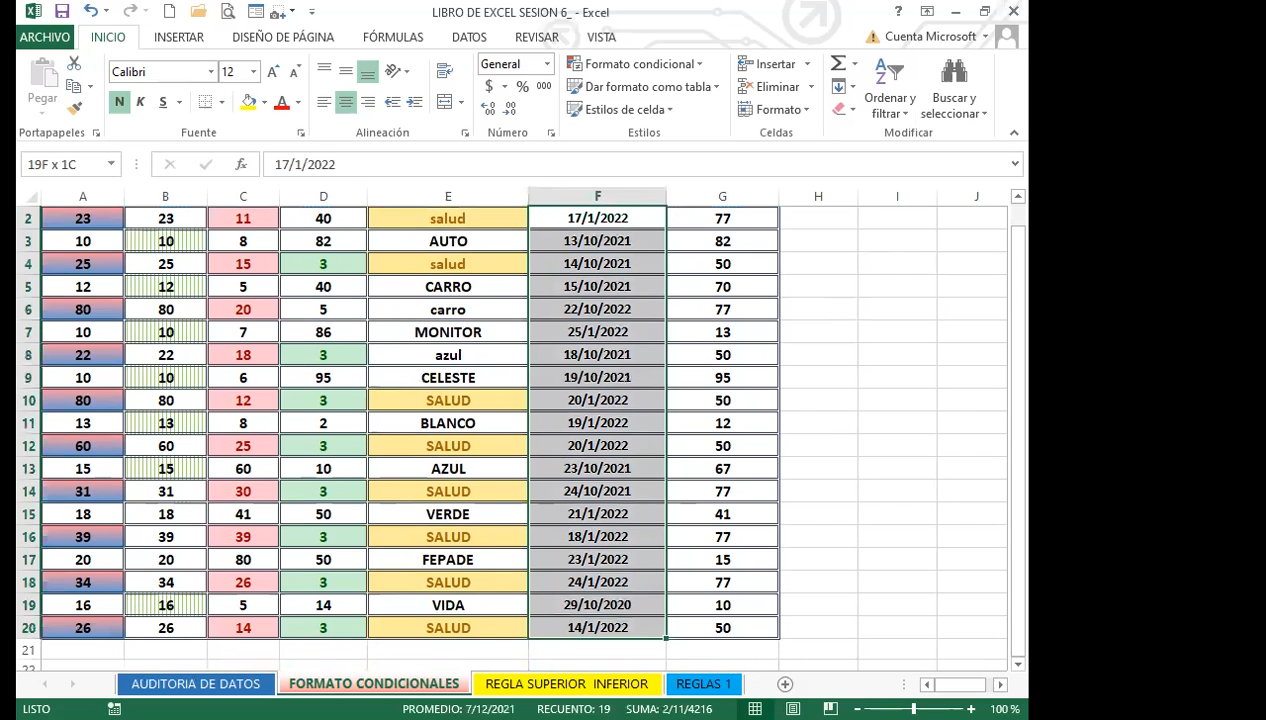 LIBRO DE EXCEL SESION 6_ - Excel
ARCHIVO INICIO INSERTAR DISEÑO DE PÁGINA FÓRMULAS DATOS REVISAR VISTA Cuenta Microsoft
Calibri 12 General Formato condicional Insertar
Pegar N K S $ % 000 Dar formato como tabla Eliminar Ordenar y filtrar Buscar y seleccionar
Estilos de celda Formato
Portapapeles Fuente Alineación Número Estilos Celdas Modificar
19F x 1C fx 17/1/2022
A B C D E F G H I J
2 23 23 11 40 salud 17/1/2022 77
3 10 10 8 82 AUTO 13/10/2021 82
4 25 25 15 3 salud 14/10/2021 50
5 12 12 5 40 CARRO 15/10/2021 70
6 80 80 20 5 carro 22/10/2022 77
7 10 10 7 86 MONITOR 25/1/2022 13
8 22 22 18 3 azul 18/10/2021 50
9 10 10 6 95 CELESTE 19/10/2021 95
10 80 80 12 3 SALUD 20/1/2022 50
11 13 13 8 2 BLANCO 19/1/2022 12
12 60 60 25 3 SALUD 20/1/2022 50
13 15 15 60 10 AZUL 23/10/2021 67
14 31 31 30 3 SALUD 24/10/2021 77
15 18 18 41 50 VERDE 21/1/2022 41
16 39 39 39 3 SALUD 18/1/2022 77
17 20 20 80 50 FEPADE 23/1/2022 15
18 34 34 26 3 SALUD 24/1/2022 77
19 16 16 5 14 VIDA 29/10/2020 10
20 26 26 14 3 SALUD 14/1/2022 50
21
22
AUDITORIA DE DATOS FORMATO CONDICIONALES REGLA SUPERIOR INFERIOR REGLAS 1
LISTO PROMEDIO: 7/12/2021 RECUENTO: 19 SUMA: 2/11/4216 100 %